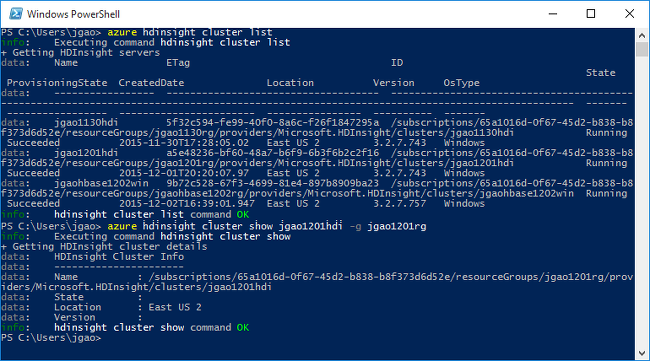 Windows PowerShell
PS C:\Users\jgao> azure hdinsight cluster list
info:    Executing command hdinsight cluster list
+ Getting HDInsight servers
data:    Name                 ETag                                  ID
                                                                                                    State
 ProvisioningState  CreatedDate              Location         Version    OsType
data:    -------------------  ------------------------------------  ---------------------------------------
--------------------------------------------------------------------------------------------------  -------
-----------------  -----------------------  ---------------  ---------  -------
data:    jgao1130hdi          5f32c594-fe99-40f0-8a6c-f26f1847295a  /subscriptions/65a1016d-0f67-45d2-b838-b8
f373d6d52e/resourceGroups/jgao1130rg/providers/Microsoft.HDInsight/clusters/jgao1130hdi            Running
 Succeeded          2015-11-30T17:28:05.02   East US 2        3.2.7.743  Windows
data:    jgao1201hdi          a5e48236-bf60-48a7-b6f9-6b3f6b2c2f16  /subscriptions/65a1016d-0f67-45d2-b838-b8
f373d6d52e/resourceGroups/jgao1201rg/providers/Microsoft.HDInsight/clusters/jgao1201hdi            Running
 Succeeded          2015-12-01T20:20:07.97   East US 2        3.2.7.743  Windows
data:    jgaohbase1202win     9b72c528-67f3-4699-81e4-897b8909ba23  /subscriptions/65a1016d-0f67-45d2-b838-b8
f373d6d52e/resourceGroups/jgaohbase1202rg/providers/Microsoft.HDInsight/clusters/jgaohbase1202win  Running
 Succeeded          2015-12-02T16:39:01.947  East US 2        3.2.7.757  Windows
info:    hdinsight cluster list command OK
PS C:\Users\jgao> azure hdinsight cluster show jgao1201hdi -g jgao1201rg
info:    Executing command hdinsight cluster show
+ Getting HDInsight cluster details
data:    HDInsight Cluster Info
data:    ----------------------
data:    Name          : /subscriptions/65a1016d-0f67-45d2-b838-b8f373d6d52e/resourceGroups/jgao1201rg/prov
iders/Microsoft.HDInsight/clusters/jgao1201hdi
data:    State         :
data:    Location      : East US 2
data:    Version       :
info:    hdinsight cluster show command OK
PS C:\Users\jgao>